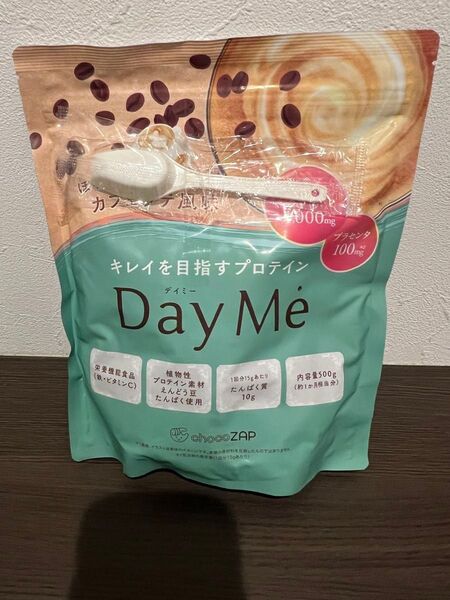 カフェラテ風味
000mg
プラセンタ
100mg
キレイを目指すプロテイン
デイミー
Day Mé
栄養機能食品
(鉄・ビタミンC)
植物性
プロテイン素材
えんどう豆
たんぱく使用
1回分15gあたり
たんぱく質
10g
内容量500g
(約1か月相当分)
chocoZAP